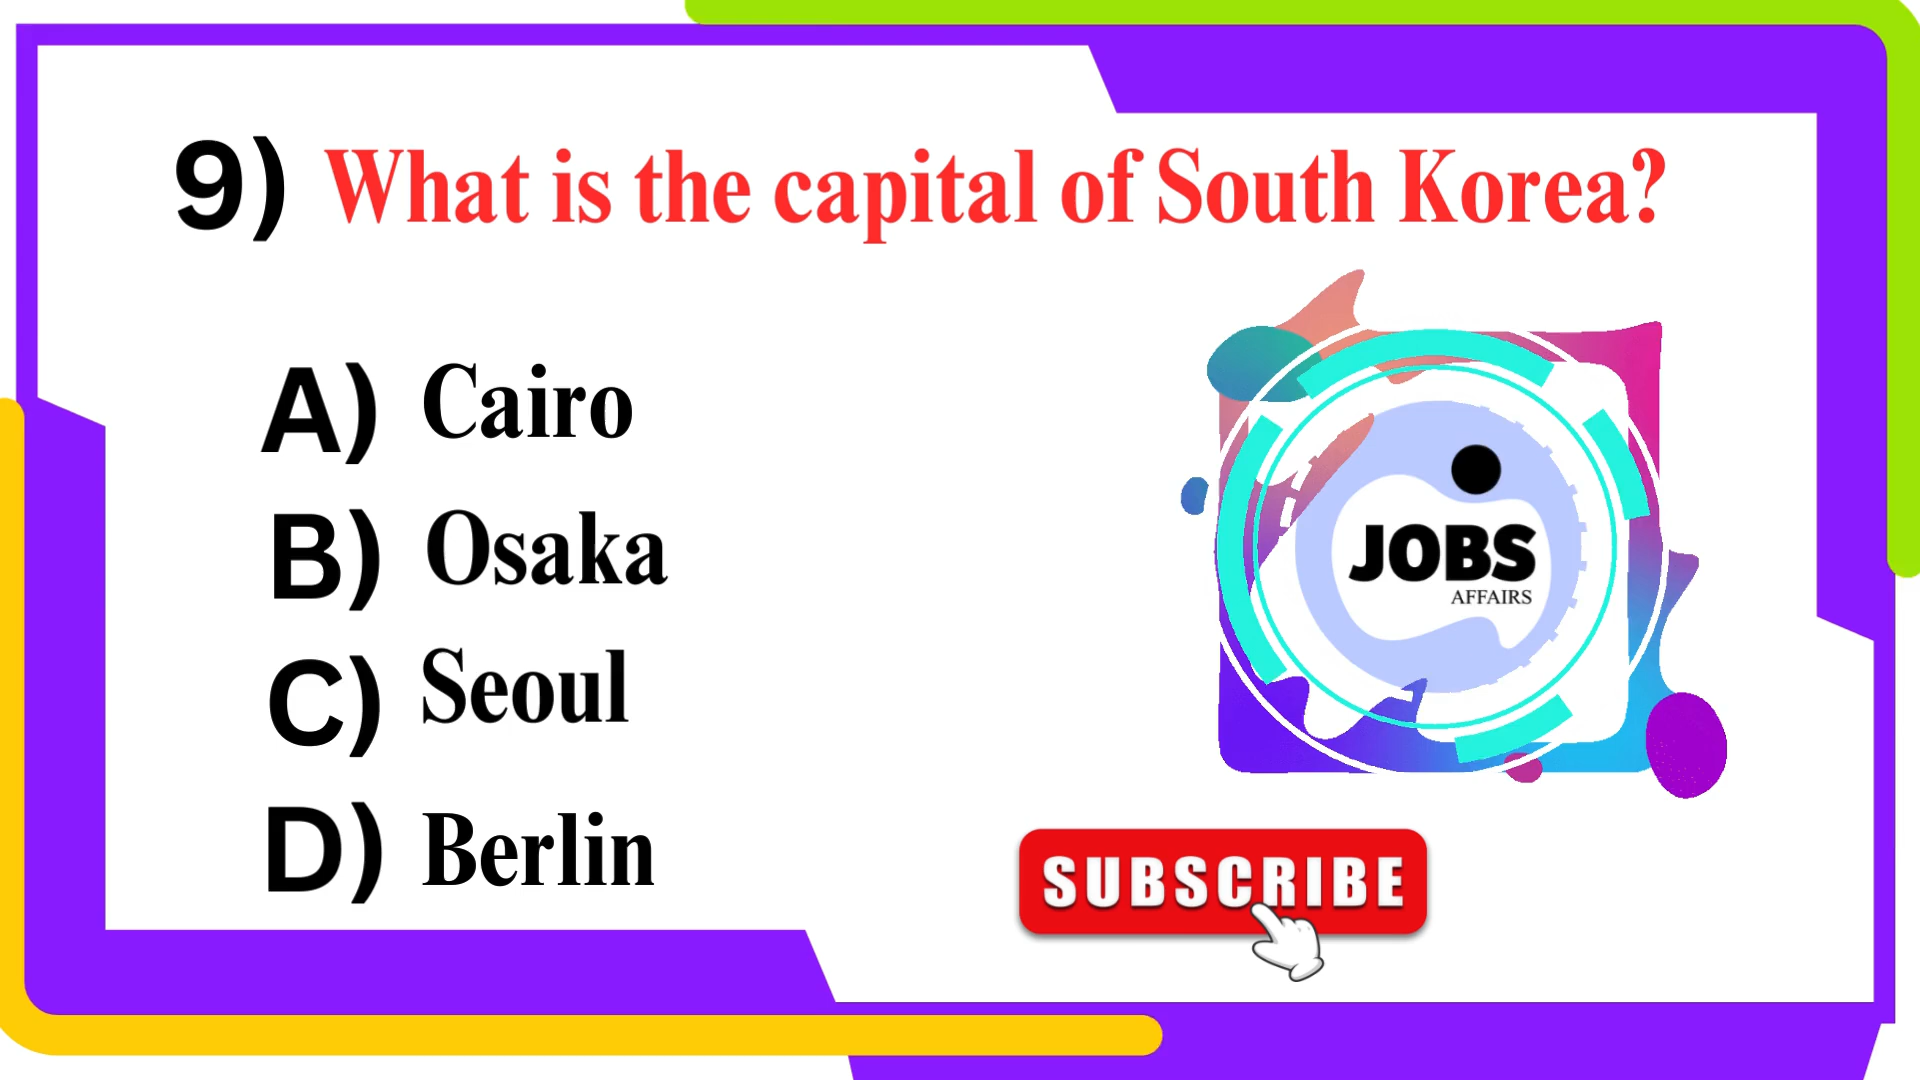 9) What is the capital of South Korea?
A) Cairo
B) Osaka
C) Seoul
D) Berlin
JOBS
AFFAIRS
SUBSCRIBE